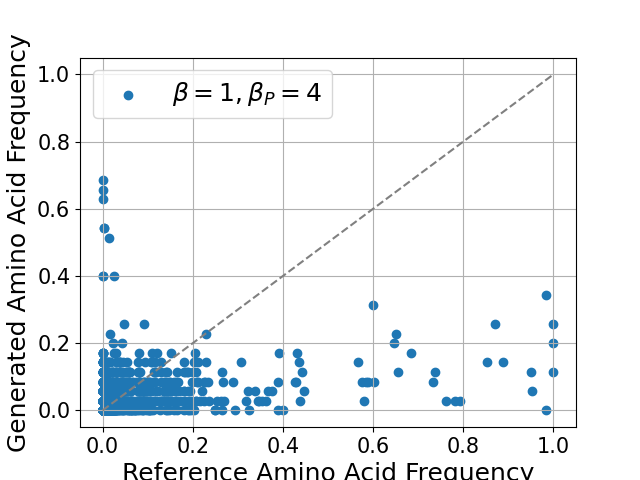 β = 1, β_P = 4
Generated Amino Acid Frequency
1.0
0.8
0.6
0.4
0.2
0.0
0.0 0.2 0.4 0.6 0.8 1.0
Reference Amino Acid Frequency